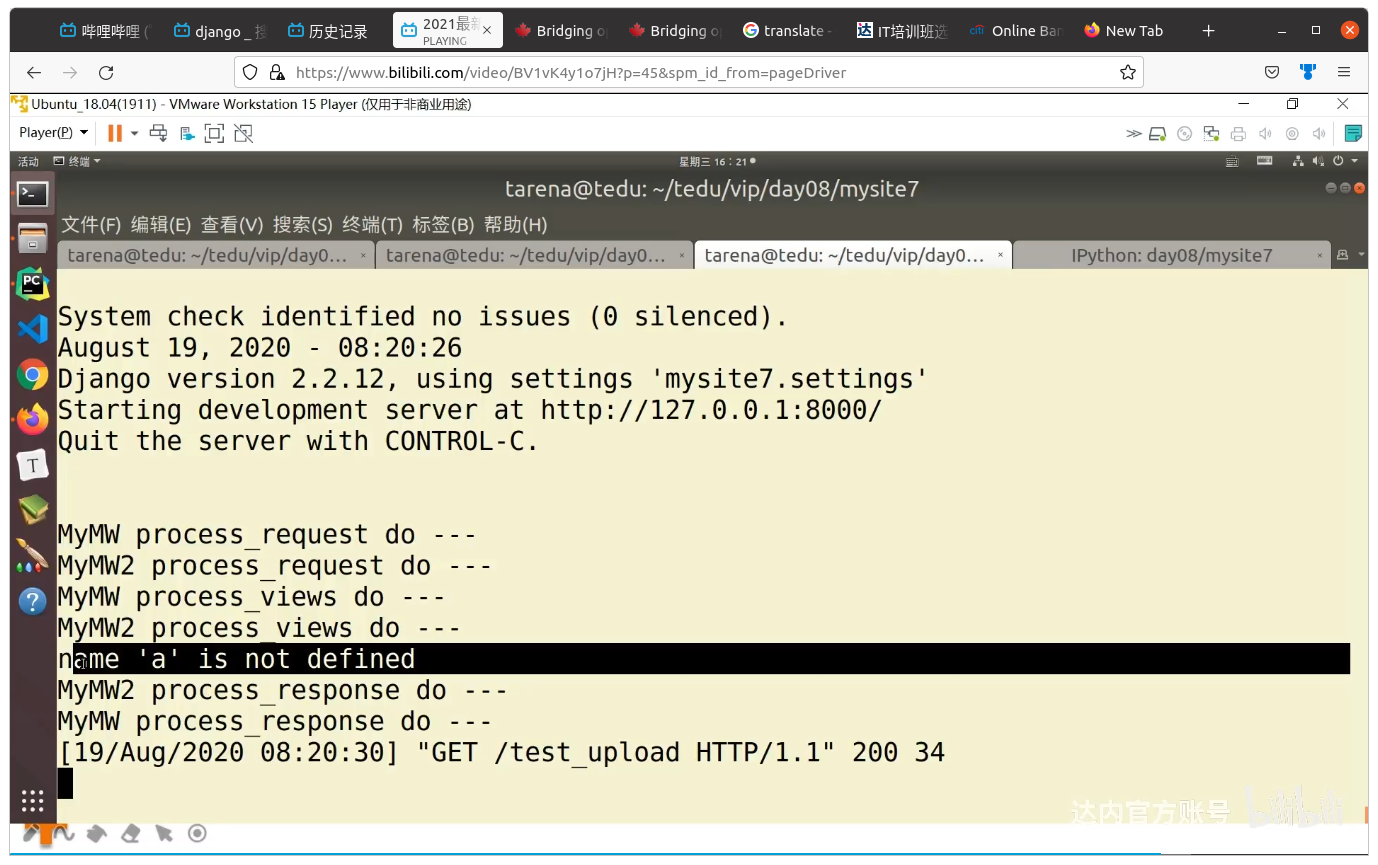 哔哩哔哩 (
django _ 搜
历史记录
2021最新
PLAYING
Bridging o
Bridging o
translate -
IT培训班选
citi
Online Ban
New Tab
https://www.bilibili.com/video/BV1vK4y1o7jH?p=45&spm_id_from=pageDriver
Ubuntu_18.04(1911) - VMware Workstation 15 Player (仅用于非商业用途)
Player(P)
活动
终端
星期三 16：21
tarena@tedu: ~/tedu/vip/day08/mysite7
文件(F) 编辑(E) 查看(V) 搜索(S) 终端(T) 标签(B) 帮助(H)
tarena@tedu: ~/tedu/vip/day0...
tarena@tedu: ~/tedu/vip/day0...
tarena@tedu: ~/tedu/vip/day0...
IPython: day08/mysite7
System check identified no issues (0 silenced).
August 19, 2020 - 08:20:26
Django version 2.2.12, using settings 'mysite7.settings'
Starting development server at http://127.0.0.1:8000/
Quit the server with CONTROL-C.
MyMW process_request do ---
MyMW2 process_request do ---
MyMW process_views do ---
MyMW2 process_views do ---
name 'a' is not defined
MyMW2 process_response do ---
MyMW process_response do ---
[19/Aug/2020 08:20:30] "GET /test_upload HTTP/1.1" 200 34
达内官方账号
bilibili